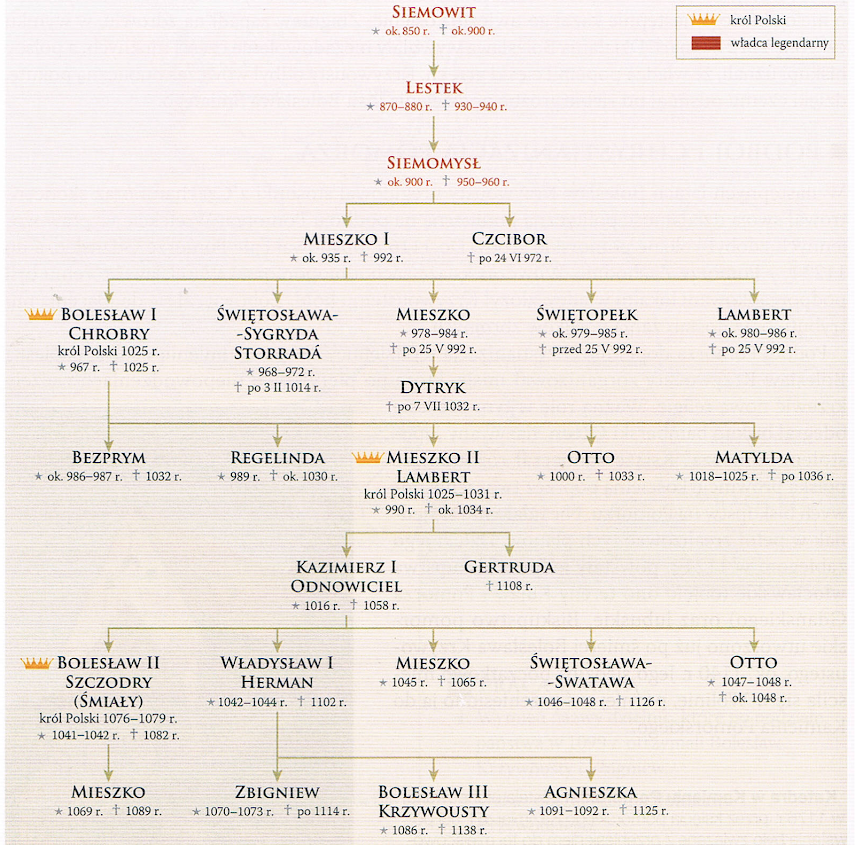 SIEMOWIT
★ ok. 850 r. † ok. 900 r.
król Polski
władca legendarny
LESTEK
★ 870–880 r. † 930–940 r.
SIEMOMYSŁ
★ ok. 900 r. † 950–960 r.
MIESZKO I
★ ok. 935 r. † 992 r.
CZCIBOR
† po 24 VI 972 r.
BOLESŁAW I
CHROBRY
król Polski 1025 r.
★ 967 r. † 1025 r.
ŚWIĘTOSŁAWA-
-SYGRYDA
STORRADÁ
★ 968–972 r.
† po 3 II 1014 r.
MIESZKO
★ 978–984 r.
† po 25 V 992 r.
ŚWIĘTOPEŁK
★ ok. 979–985 r.
† przed 25 V 992 r.
LAMBERT
★ ok. 980–986 r.
† po 25 V 992 r.
DYTRYK
† po 7 VII 1032 r.
BEZPRYM
★ ok. 986–987 r. † 1032 r.
REGELINDA
★ 989 r. † ok. 1030 r.
MIESZKO II
LAMBERT
król Polski 1025–1031 r.
★ 990 r. † ok. 1034 r.
OTTO
★ 1000 r. † 1033 r.
MATYLDA
★ 1018–1025 r. † po 1036 r.
KAZIMIERZ I
ODNOWICIEL
★ 1016 r. † 1058 r.
GERTRUDA
† 1108 r.
BOLESŁAW II
SZCZODRY
(ŚMIAŁY)
król Polski 1076–1079 r.
★ 1041–1042 r. † 1082 r.
WŁADYSŁAW I
HERMAN
★ 1042–1044 r. † 1102 r.
MIESZKO
★ 1045 r. † 1065 r.
ŚWIĘTOSŁAWA-
-SWATAWA
★ 1046–1048 r. † 1126 r.
OTTO
★ 1047–1048 r.
† ok. 1048 r.
MIESZKO
★ 1069 r. † 1089 r.
ZBIGNIEW
★ 1070–1073 r. † po 1114 r.
BOLESŁAW III
KRZYWOUSTY
★ 1086 r. † 1138 r.
AGNIESZKA
★ 1091–1092 r. † 1125 r.